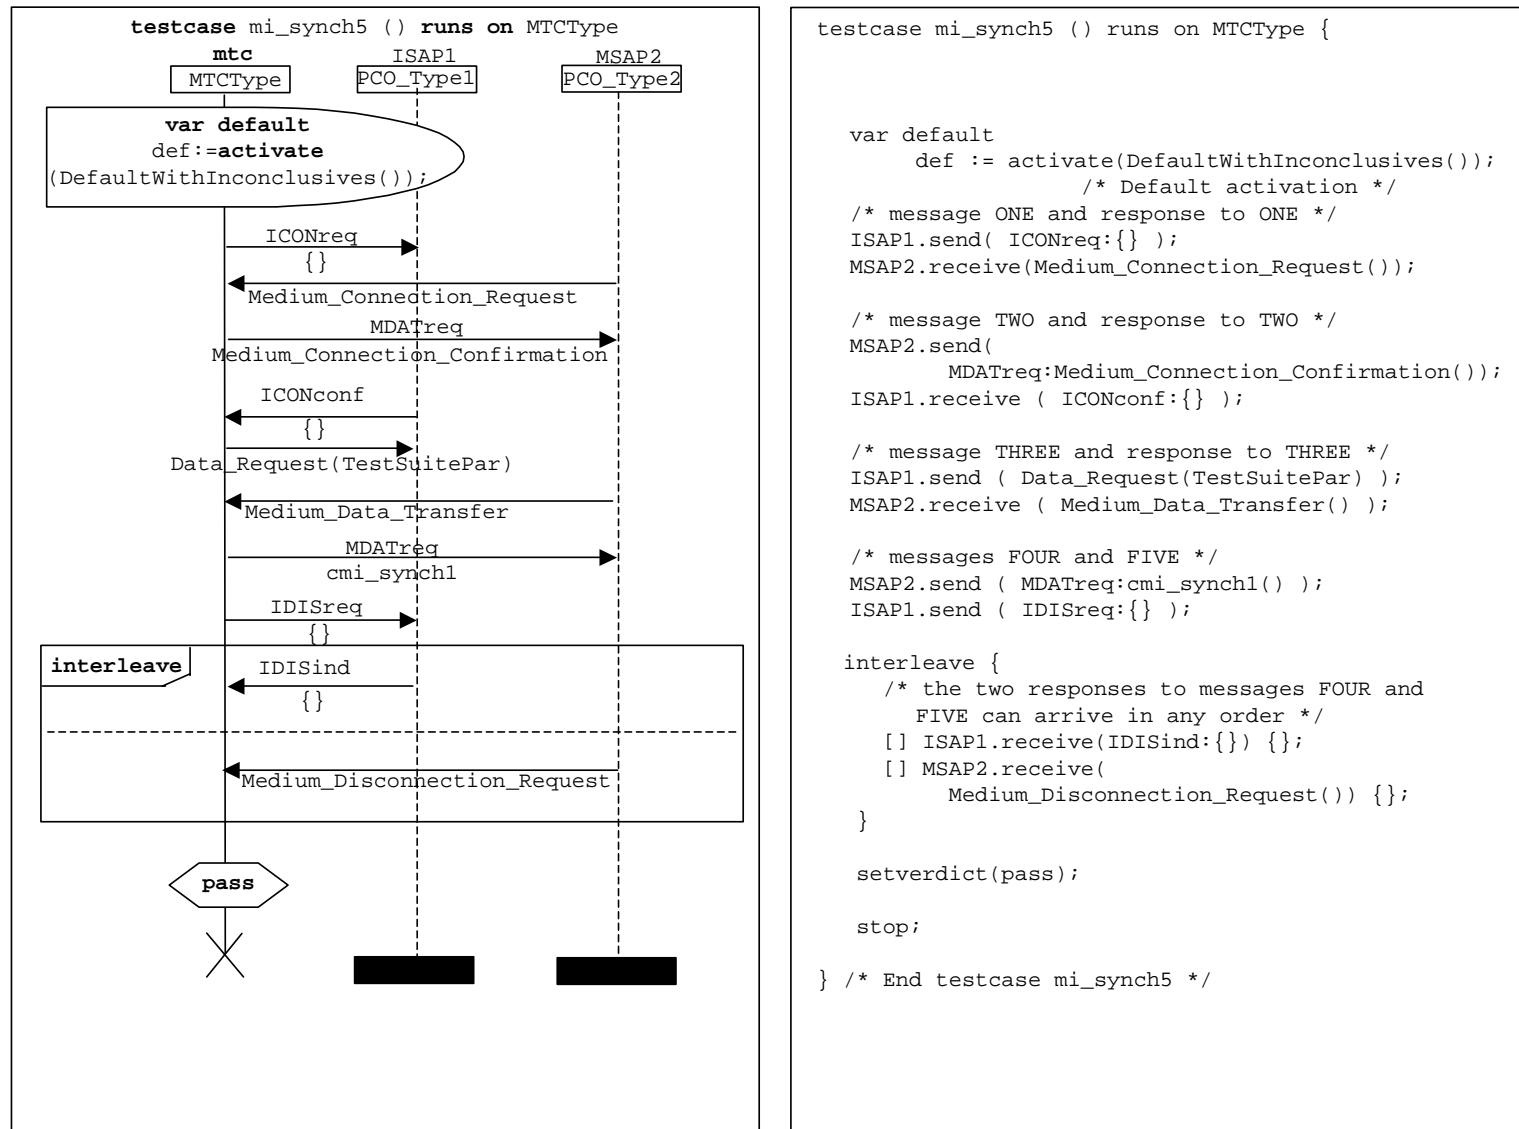 testcase mi_synch5 () runs on MTCType
mtc
ISAP1
MSAP2
MTCType
PCO_Type1
PCO_Type2
var default
def:=activate
(DefaultWithInconclusives());
ICONreq
{}
Medium_Connection_Request
MDATreq
Medium_Connection_Confirmation
ICONconf
{}
Data_Request(TestSuitePar)
Medium_Data_Transfer
MDATreq
cmi_synch1
IDISreq
{}
interleave
IDISind
{}
Medium_Disconnection_Request
pass
testcase mi_synch5 () runs on MTCType {
var default
def := activate(DefaultWithInconclusives());
/* Default activation */
/* message ONE and response to ONE */
ISAP1.send( ICONreq:{} );
MSAP2.receive(Medium_Connection_Request());
/* message TWO and response to TWO */
MSAP2.send(
MDATreq:Medium_Connection_Confirmation());
ISAP1.receive ( ICONconf:{} );
/* message THREE and response to THREE */
ISAP1.send ( Data_Request(TestSuitePar) );
MSAP2.receive ( Medium_Data_Transfer() );
/* messages FOUR and FIVE */
MSAP2.send ( MDATreq:cmi_synch1() );
ISAP1.send ( IDISreq:{} );
interleave {
/* the two responses to messages FOUR and
FIVE can arrive in any order */
[] ISAP1.receive(IDISind:{}) {};
[] MSAP2.receive(
Medium_Disconnection_Request()) {};
}
setverdict(pass);
stop;
} /* End testcase mi_synch5 */